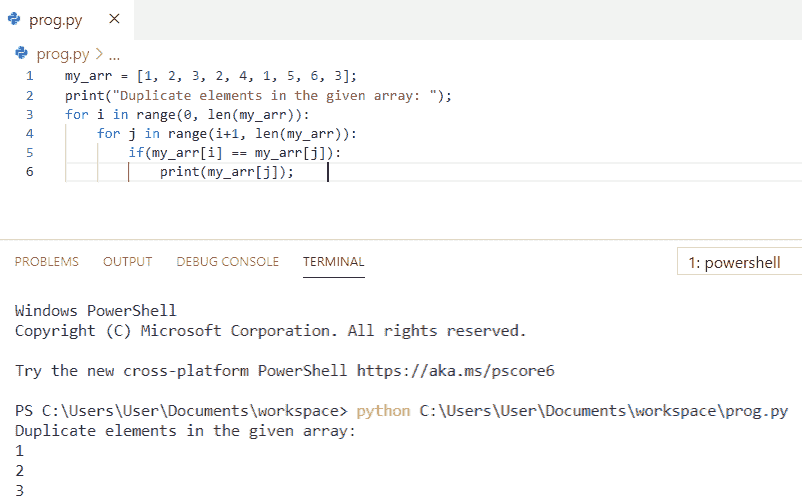 prog.py ×
prog.py > ...
1 my_arr = [1, 2, 3, 2, 4, 1, 5, 6, 3];
2 print("Duplicate elements in the given array: ");
3 for i in range(0, len(my_arr)):
4     for j in range(i+1, len(my_arr)):
5         if(my_arr[i] == my_arr[j]):
6             print(my_arr[j]);
PROBLEMS OUTPUT DEBUG CONSOLE TERMINAL 1: powershell
Windows PowerShell
Copyright (C) Microsoft Corporation. All rights reserved.
Try the new cross-platform PowerShell https://aka.ms/pscore6
PS C:\Users\User\Documents\workspace> python C:\Users\User\Documents\workspace\prog.py
Duplicate elements in the given array:
1
2
3